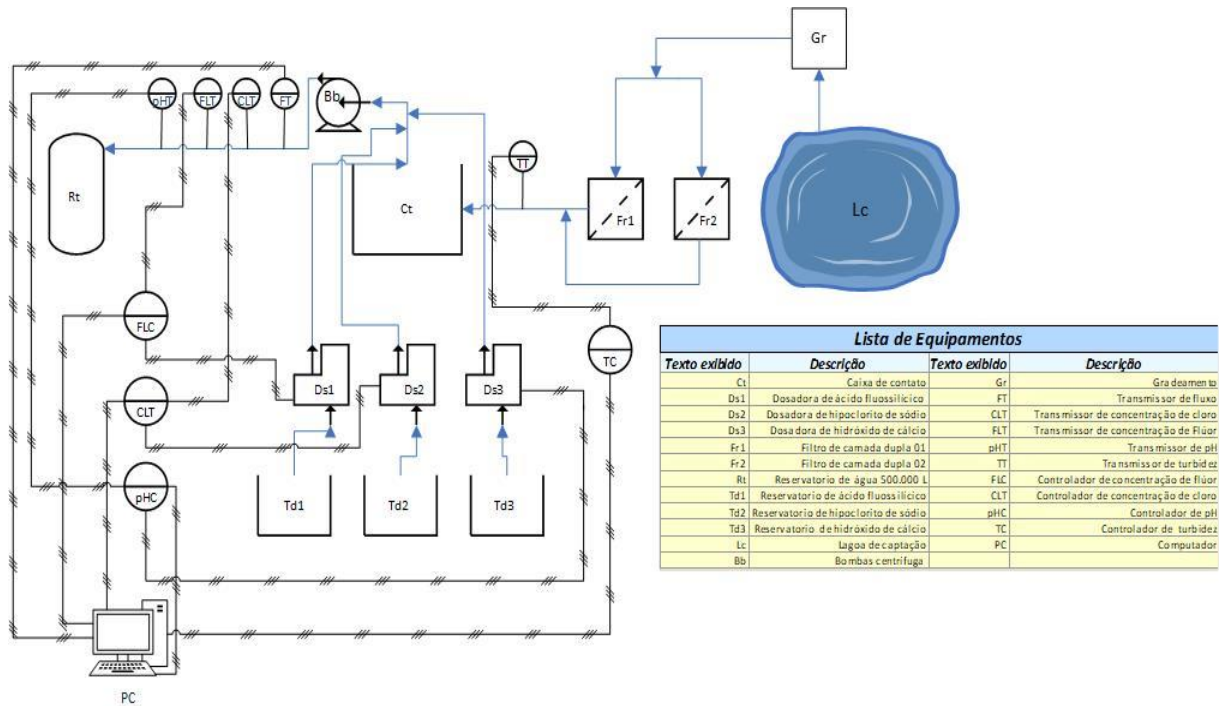 Gr
pHT
FLT
CLT
FT
Bb
TT
Rt
Ct
Fr1
Fr2
Lc
FLC
TC
Ds1
Ds2
Ds3
CLT
pHC
Td1
Td2
Td3
PC
Lista de Equipamentos
Texto exibido Descrição Texto exibido Descrição
Ct Caixa de contato Gr Gradeamento
Ds1 Dosadora de ácido fluossilícico FT Transmissor de fluxo
Ds2 Dosadora de hipoclorito de sódio CLT Transmissor de concentração de cloro
Ds3 Dosadora de hidróxido de cálcio FLT Transmissor de concentração de Flúor
Fr1 Filtro de camada dupla 01 pHT Transmissor de pH
Fr2 Filtro de camada dupla 02 TT Transmissor de turbidez
Rt Reservatorio de água 500.000 L FLC Controlador de concentração de flúor
Td1 Reservatorio de ácido fluossilícico CLT Controlador de concentração de cloro
Td2 Reservatorio de hipoclorito de sódio pHC Controlador de pH
Td3 Reservatorio de hidróxido de cálcio TC Controlador de turbidez
Lc Lagoa de captação PC Computador
Bb Bombas centrífuga